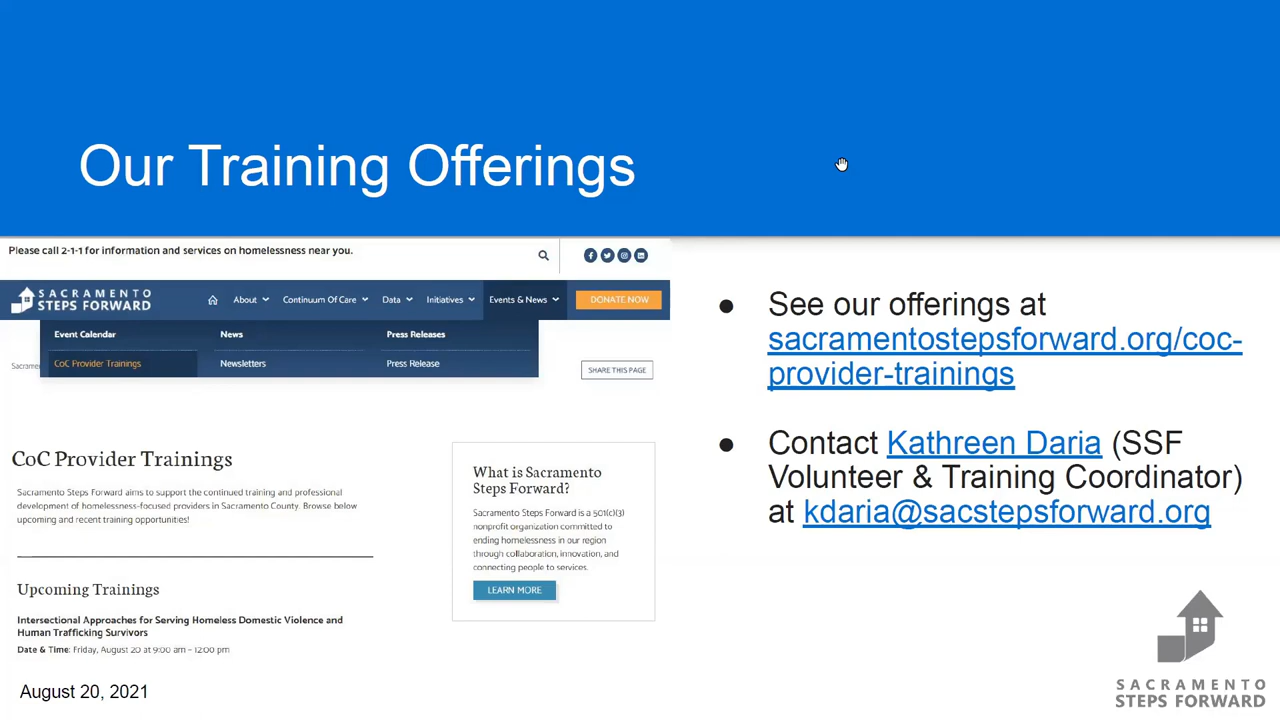 Our Training Offerings
Please call 2-1-1 for information and services on homelessness near you.
SACRAMENTO
STEPS FORWARD
About
Continuum Of Care
Data
Initiatives
Events & News
DONATE NOW
Event Calendar
News
Press Releases
Sacrame
CoC Provider Trainings
Newsletters
Press Release
SHARE THIS PAGE
CoC Provider Trainings
Sacramento Steps Forward aims to support the continued training and professional
development of homelessness-focused providers in Sacramento County. Browse below
upcoming and recent training opportunities!
What is Sacramento
Steps Forward?
Sacramento Steps Forward is a 501(c)(3)
nonprofit organization committed to
ending homelessness in our region
through collaboration, innovation, and
connecting people to services.
LEARN MORE
Upcoming Trainings
Intersectional Approaches for Serving Homeless Domestic Violence and
Human Trafficking Survivors
Date & Time: Friday, August 20 at 9:00 am – 12:00 pm
August 20, 2021
● See our offerings at
sacramentostepsforward.org/coc-
provider-trainings
● Contact Kathreen Daria (SSF
Volunteer & Training Coordinator)
at kdaria@sacstepsforward.org
SACRAMENTO
STEPS FORWARD